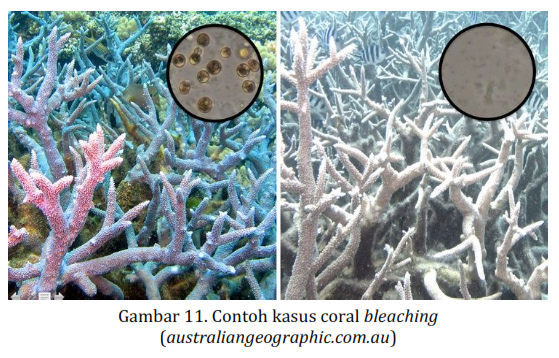 Gambar 11. Contoh kasus coral bleaching
(australiangeographic.com.au)